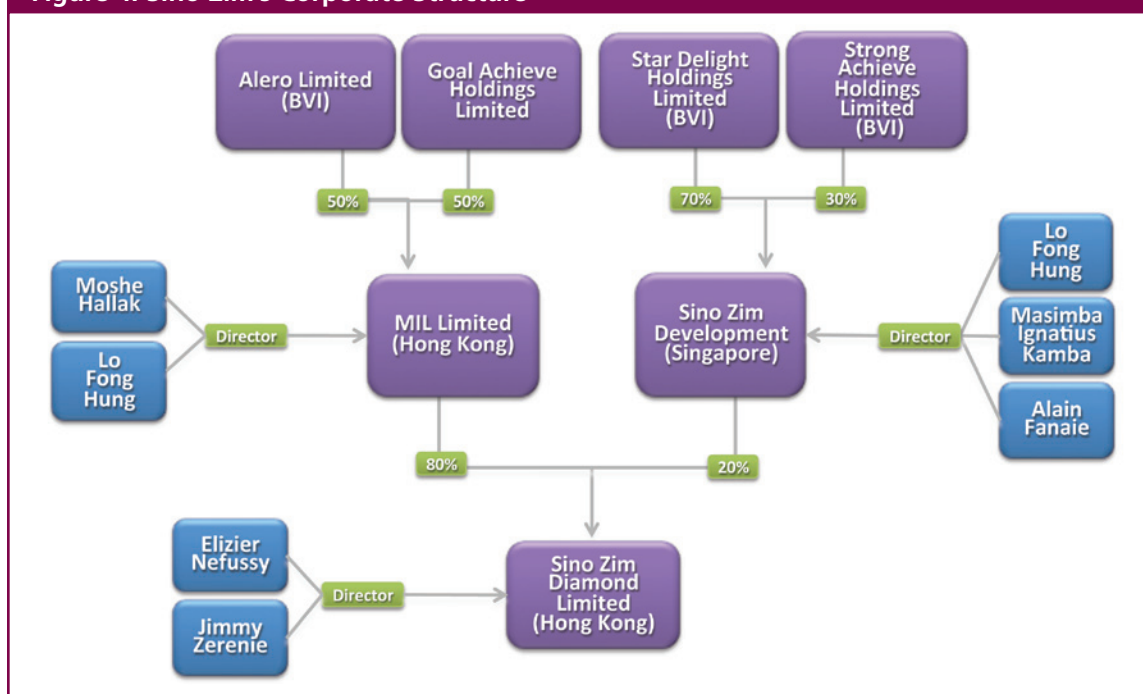 Figure Corporate Structure
Alero Limited
(BVI)
Goal Achieve
Holdings
Limited
Star Delight
Holdings
Limited
(BVI)
Strong
Achieve
Holdings
Limited
(BVI)
50%
50%
70%
30%
Moshe
Hallak
Lo
Fong
Hung
Director
MIL Limited
(Hong Kong)
Sino Zim
Development
(Singapore)
Director
Lo
Fong
Hung
Masimba
Ignatius
Kamba
Alain
Fanaie
80%
20%
Elizier
Nefussy
Jimmy
Zerenie
Director
Sino Zim
Diamond
Limited
(Hong Kong)